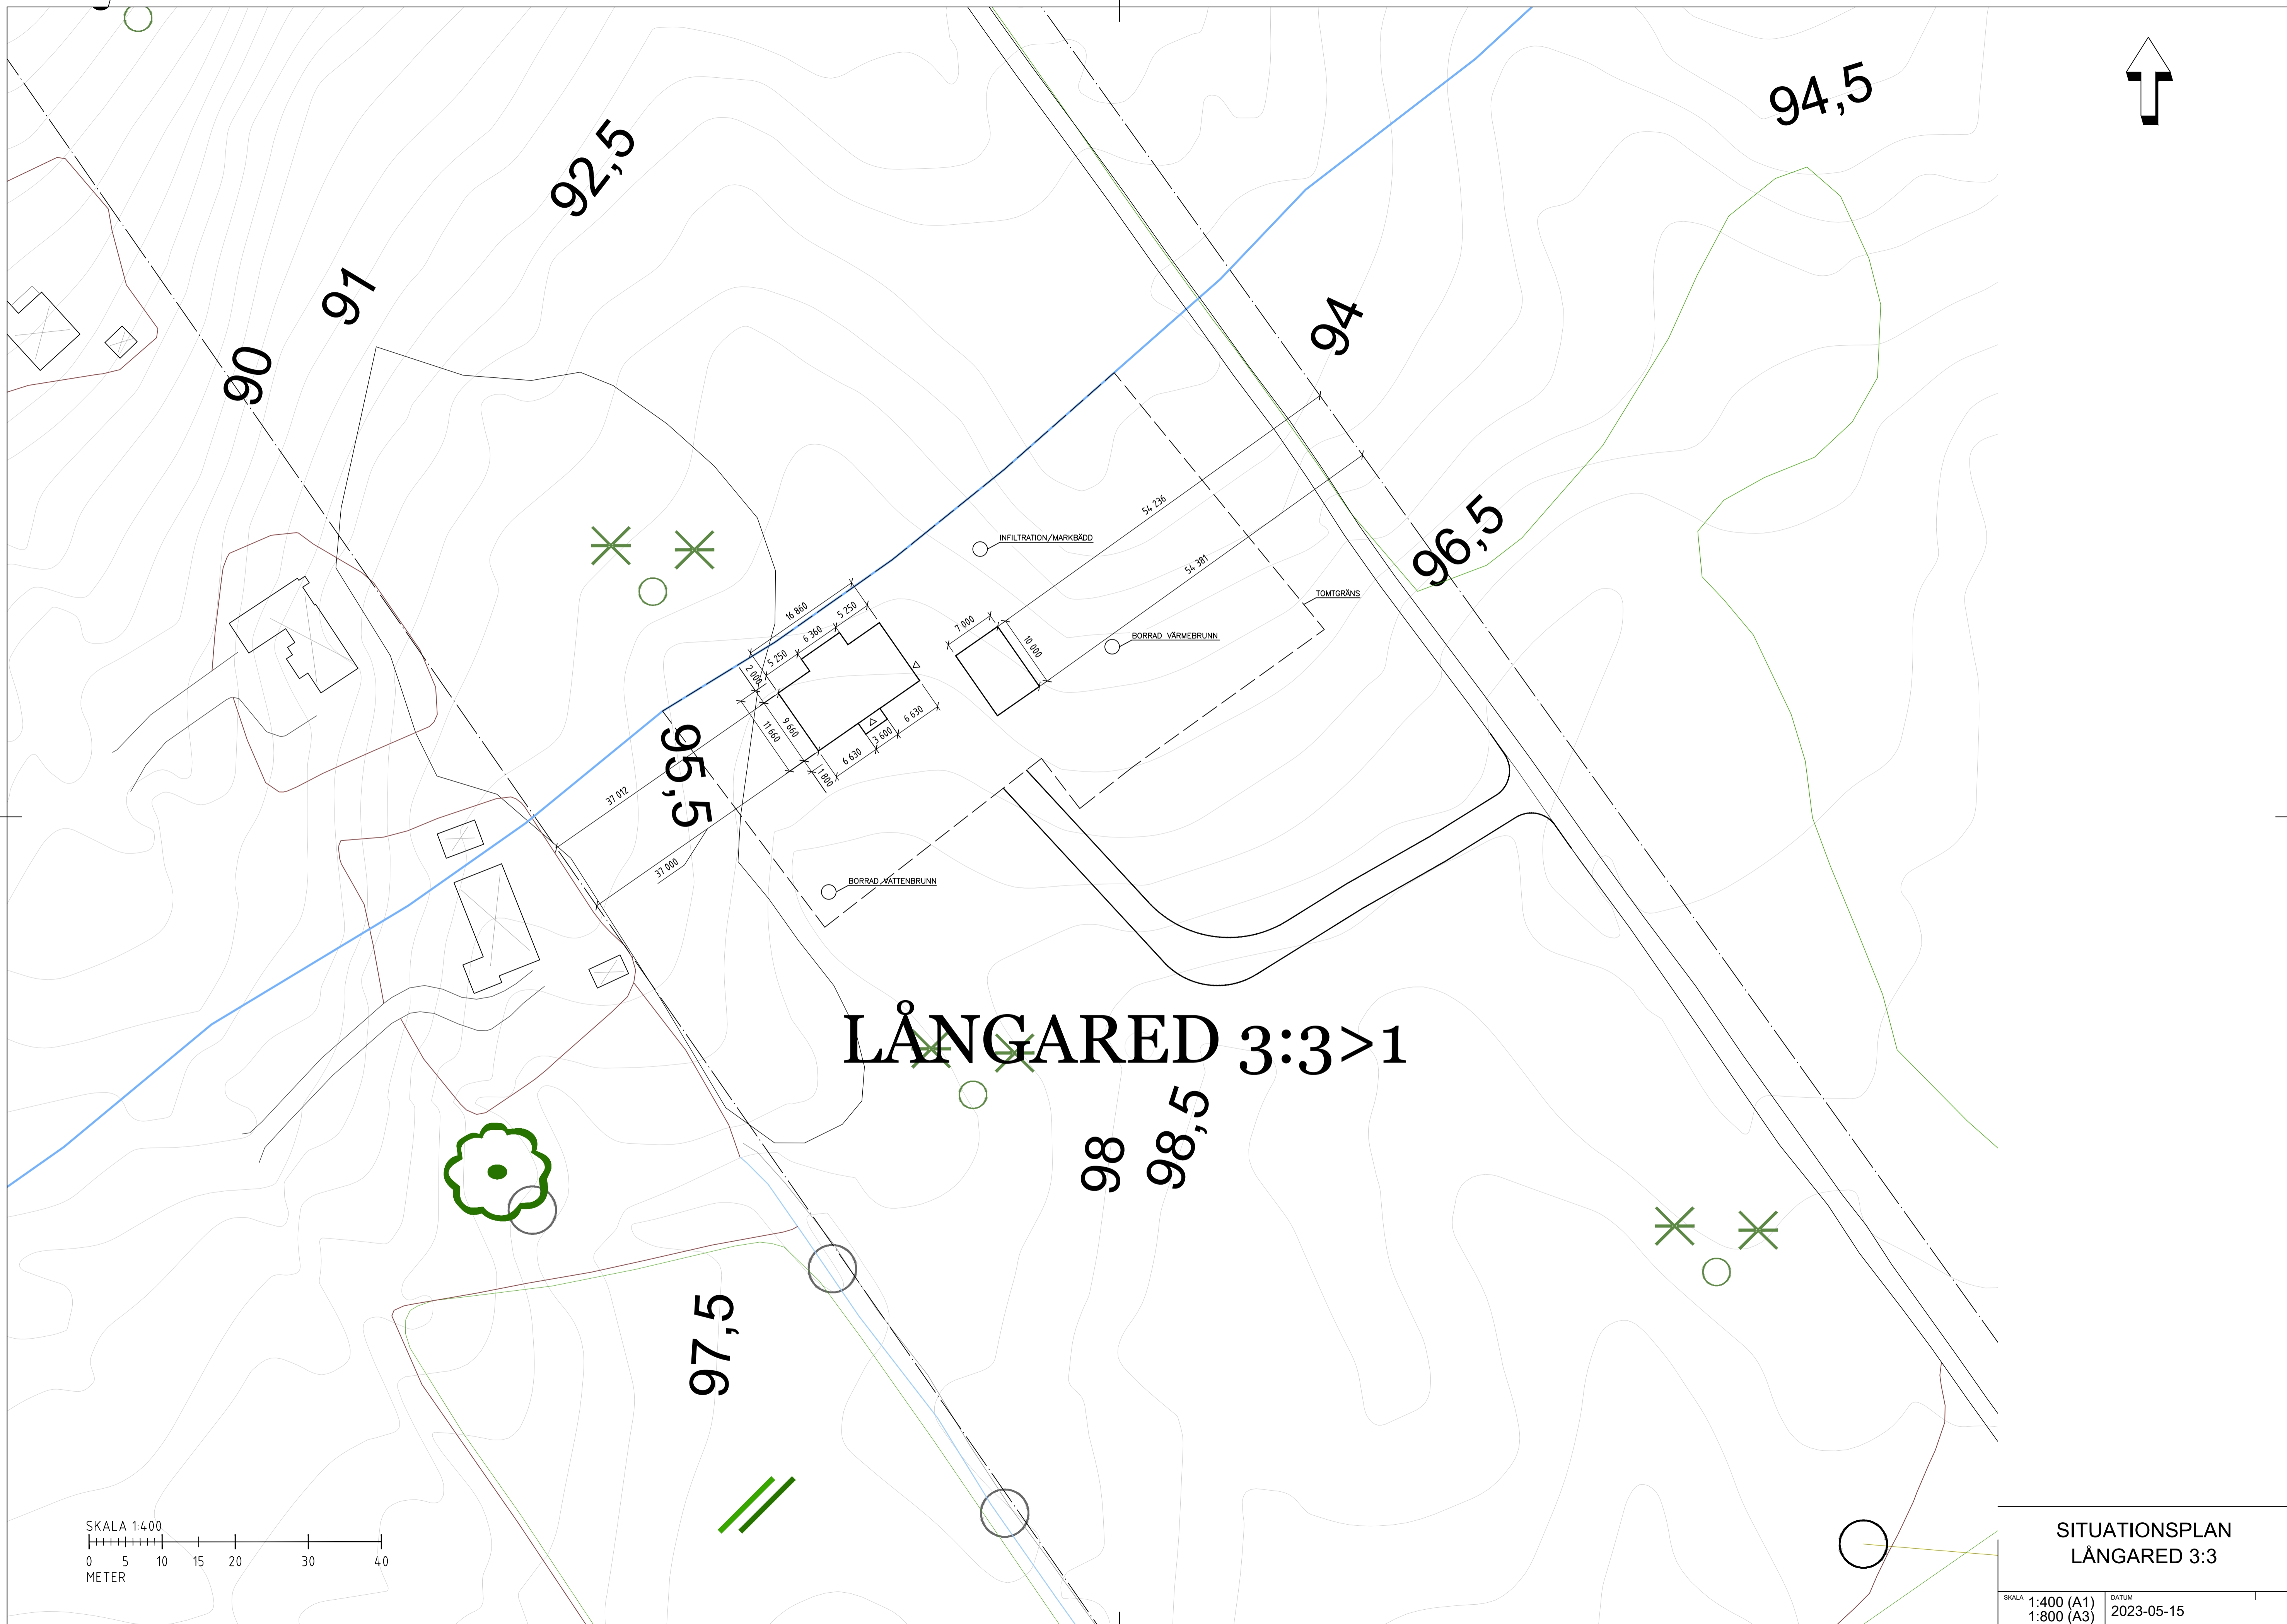 94,5
92,5
91
94
90
96,5
54 236
INFILTRATION/MARKBÄDD
54 381
TOMTGRÄNS
16 860
5 250
6 360
7 000
10 000
BORRAD VÄRMEBRUNN
5 250
2 000
9 660
11 660
6 630
3 600
6 630
1 800
95,5
37 012
37 000
BORRAD VATTENBRUNN
LÅNGARED 3:3>1
98
98,5
97,5
SKALA 1:400
0 5 10 15 20 30 40
METER
SITUATIONSPLAN
LÅNGARED 3:3
SKALA 1:400 (A1)
1:800 (A3)
DATUM
2023-05-15